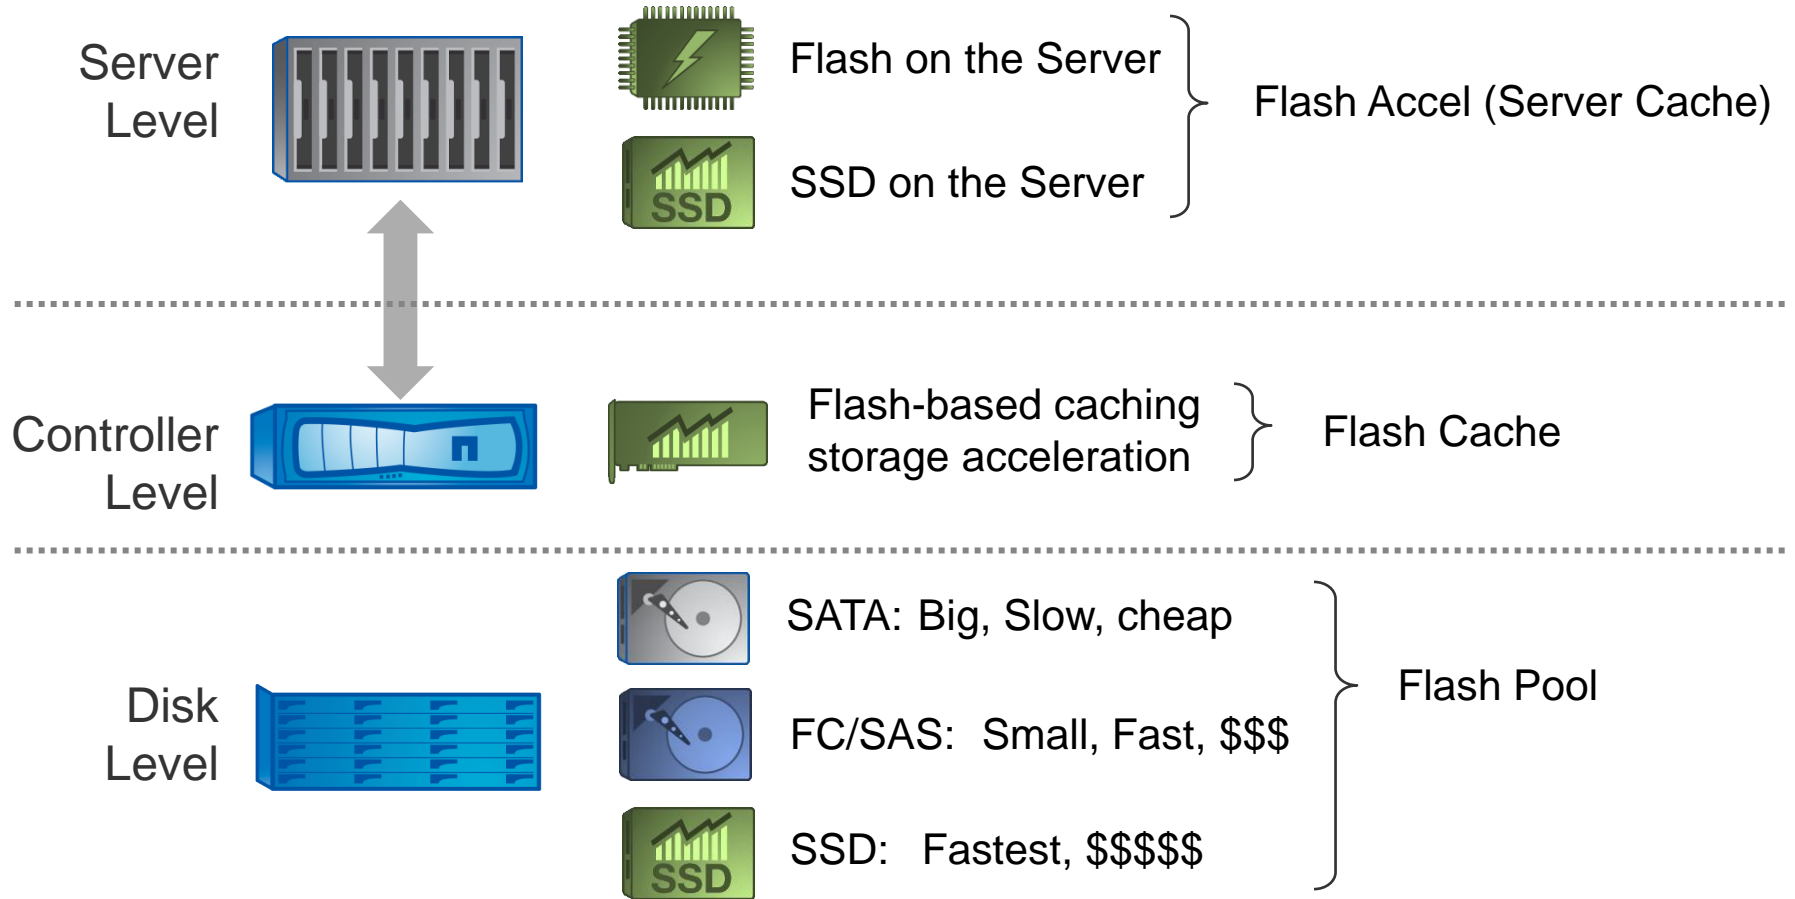 Server
Level
Flash on the Server
SSD
SSD on the Server
Flash Accel (Server Cache)
Controller
Level
Flash-based caching
storage acceleration
Flash Cache
Disk
Level
SATA: Big, Slow, cheap
FC/SAS: Small, Fast, $$$
SSD
SSD: Fastest, $$$$$
Flash Pool